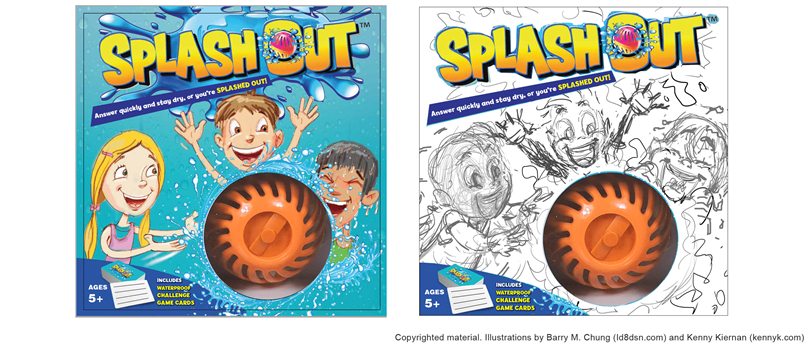 SPLASH OUT™
Answer quickly and stay dry, or you're SPLASHED OUT!
AGES
5+
INCLUDES
WATERPROOF
CHALLENGE
GAME CARDS
SPLASH OUT™
Answer quickly and stay dry, or you're SPLASHED OUT!
AGES
5+
INCLUDES
WATERPROOF
CHALLENGE
GAME CARDS
Copyrighted material. Illustrations by Barry M. Chung (ld8dsn.com) and Kenny Kiernan (kennyk.com)